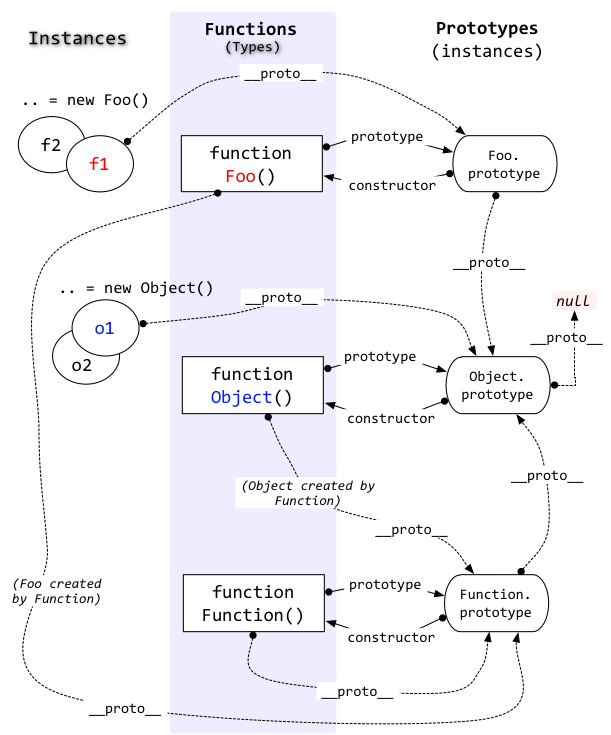 Instances
Functions
(Types)
Prototypes
(instances)
__proto__
.. = new Foo()
f2
f1
function
Foo()
prototype
constructor
Foo.
prototype
__proto__
.. = new Object()
__proto__
null
o1
o2
__proto__
function
Object()
prototype
constructor
Object.
prototype
(Object created by
Function)
__proto__
__proto__
(Foo created
by Function)
function
Function()
prototype
constructor
Function.
prototype
__proto__
__proto__